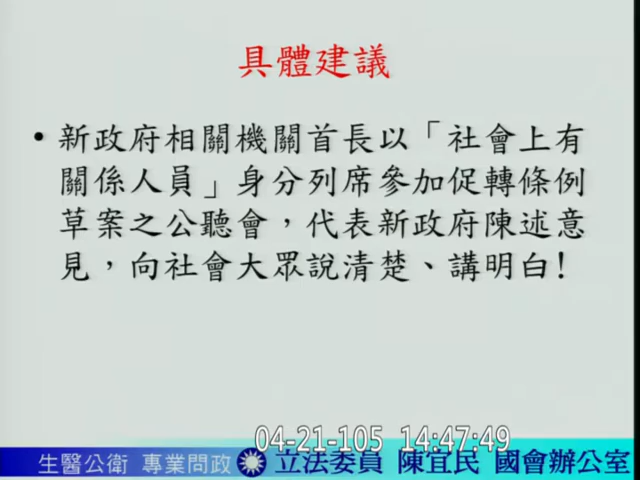 具體建議
• 新政府相關機關首長以「社會上有
關係人員」身分列席參加促轉條例
草案之公聽會，代表新政府陳述意
見，向社會大眾說清楚、講明白!
04-21-105 14:47:49
生醫公衛 專業問政 立法委員 陳宜民 國會辦公室